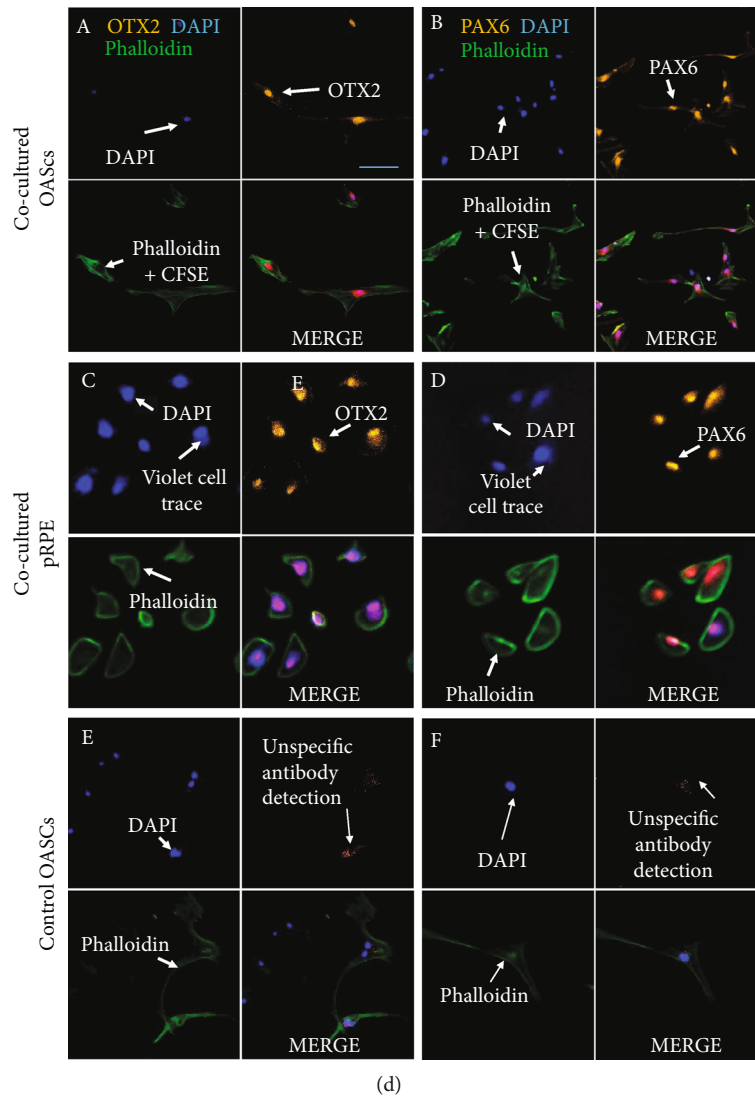 A OTX2 DAPI
Phalloidin
DAPI
OTX2
Phalloidin
+ CFSE
MERGE
B PAX6 DAPI
Phalloidin
DAPI
PAX6
Phalloidin
+ CFSE
MERGE
Co-cultured
OAScs
C
DAPI
Violet cell
trace
E
OTX2
Phalloidin
MERGE
D
DAPI
Violet
cell trace
PAX6
Phalloidin
MERGE
Co-cultured
pRPE
E
DAPI
Unspecific
antibody
detection
Phalloidin
MERGE
F
DAPI
Unspecific
antibody
detection
Phalloidin
MERGE
Control OASCs
(d)